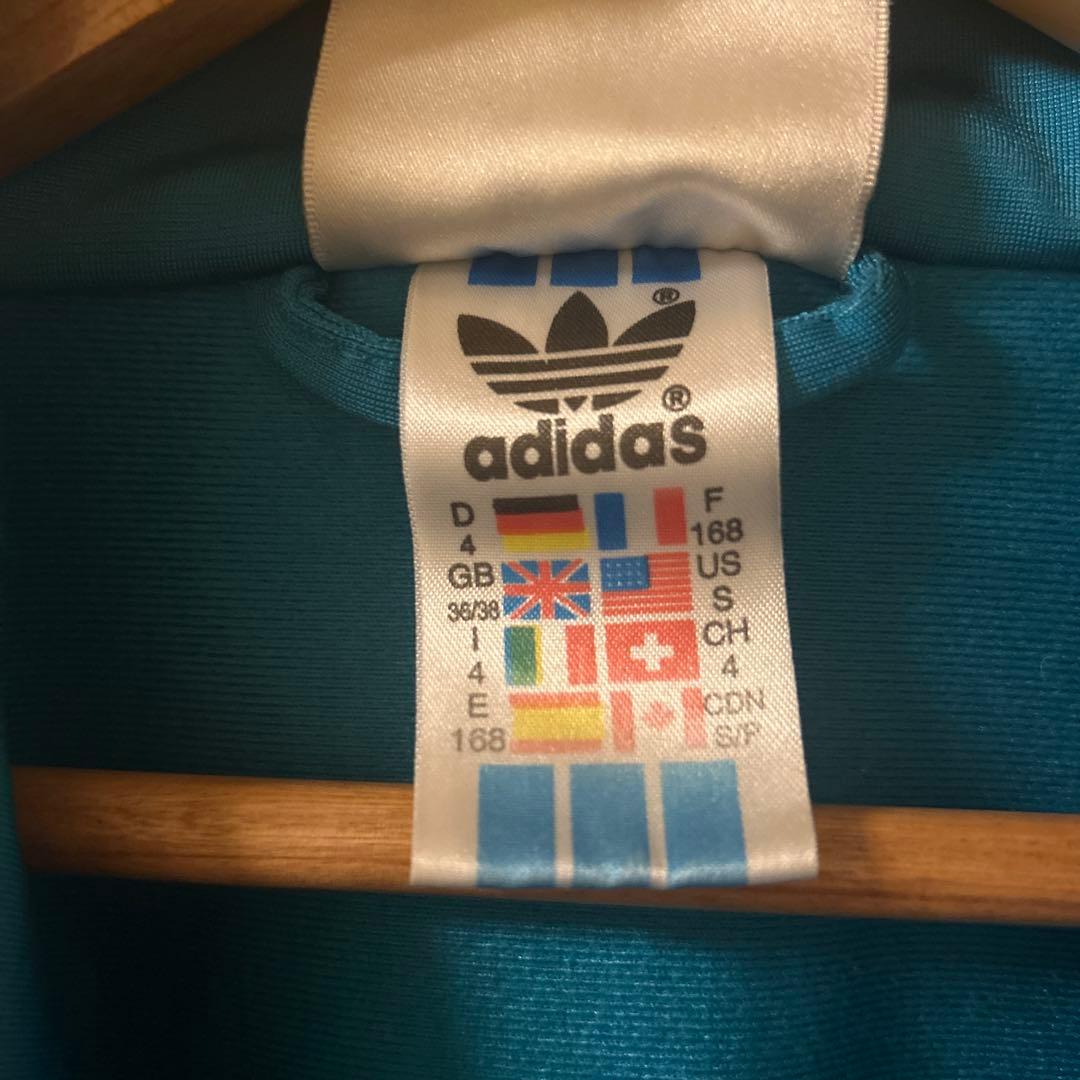 ®
®
adidas
D F
4 168
GB US
36/38 S
I CH
4 4
E CDN
168 S/P